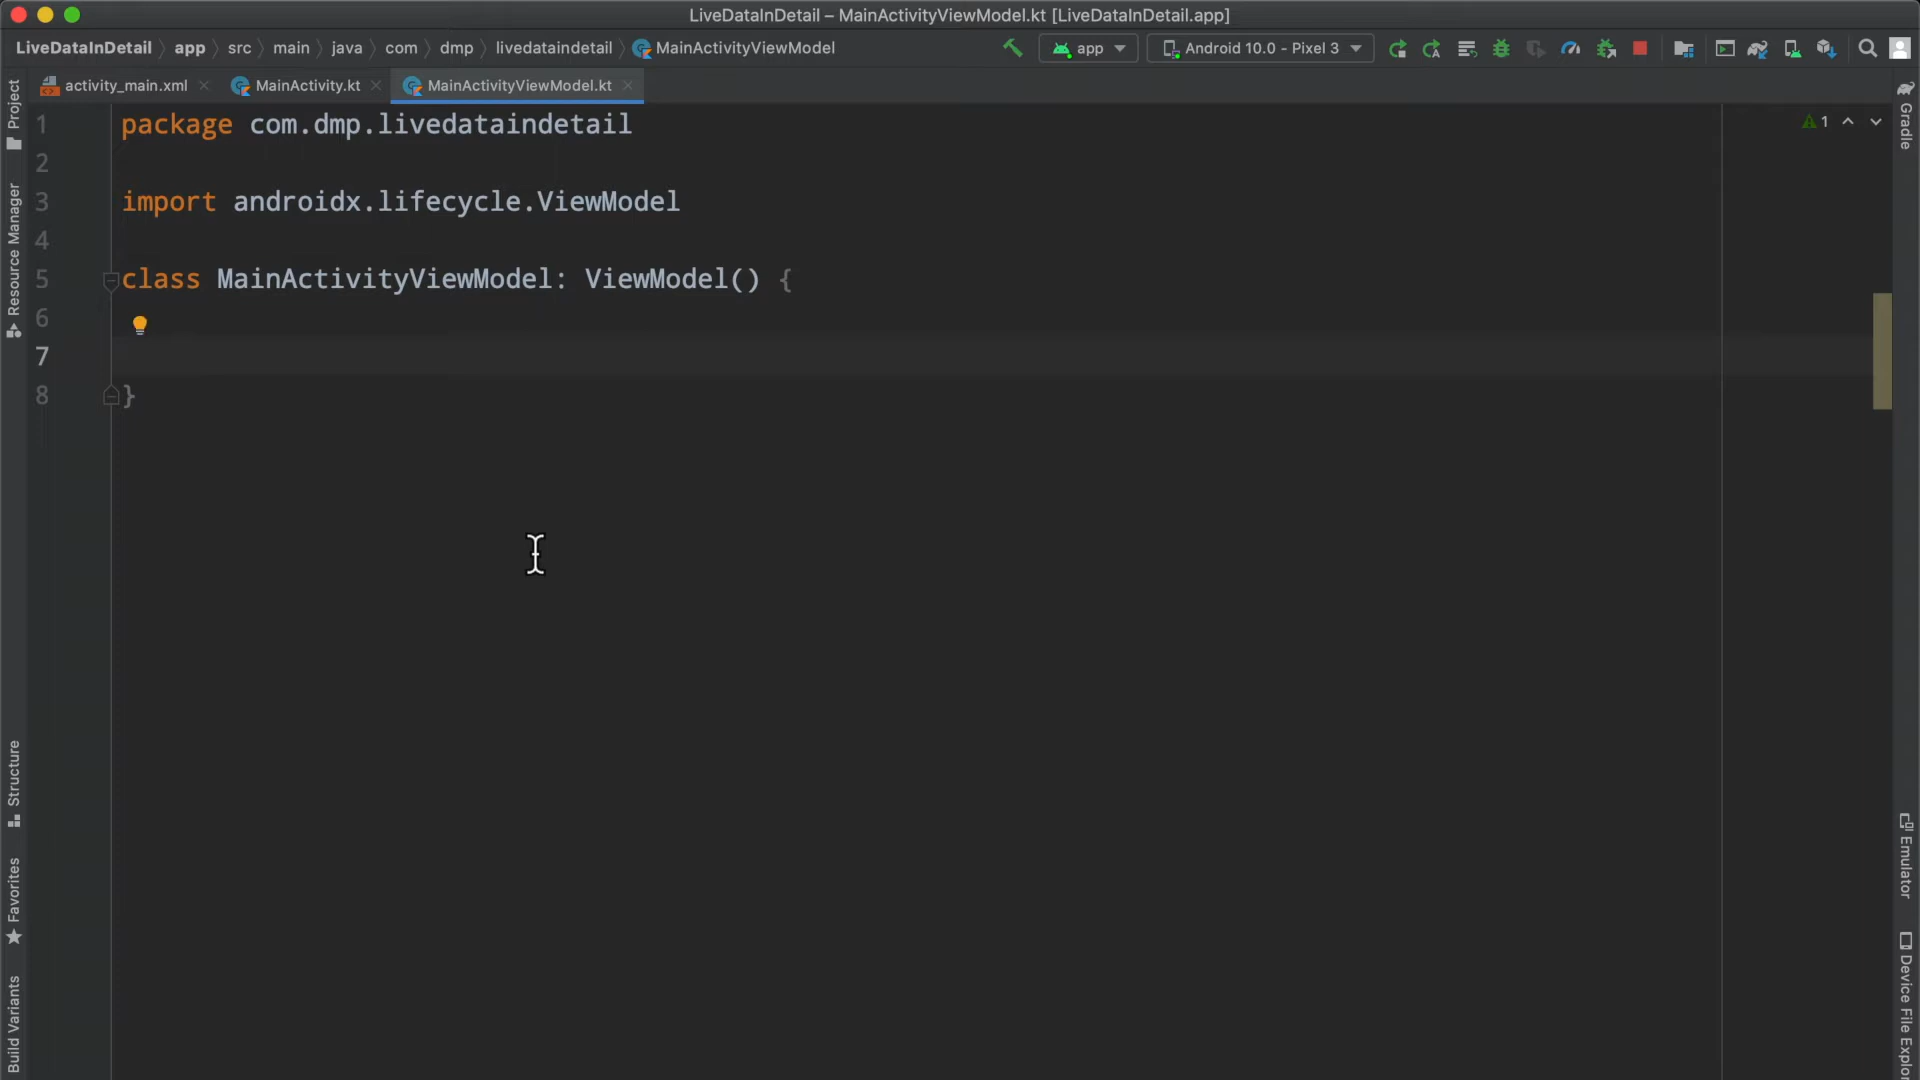 LiveDataInDetail – MainActivityViewModel.kt [LiveDataInDetail.app]
LiveDataInDetail app src main java com dmp livedataindetail MainActivityViewModel app Android 10.0 - Pixel 3
activity_main.xml MainActivity.kt MainActivityViewModel.kt
Project
Resource Manager
Structure
Favorites
Build Variants
1 package com.dmp.livedataindetail
2
3 import androidx.lifecycle.ViewModel
4
5 class MainActivityViewModel: ViewModel() {
6
7
8 }
1
Gradle
Emulator
Device File Explor